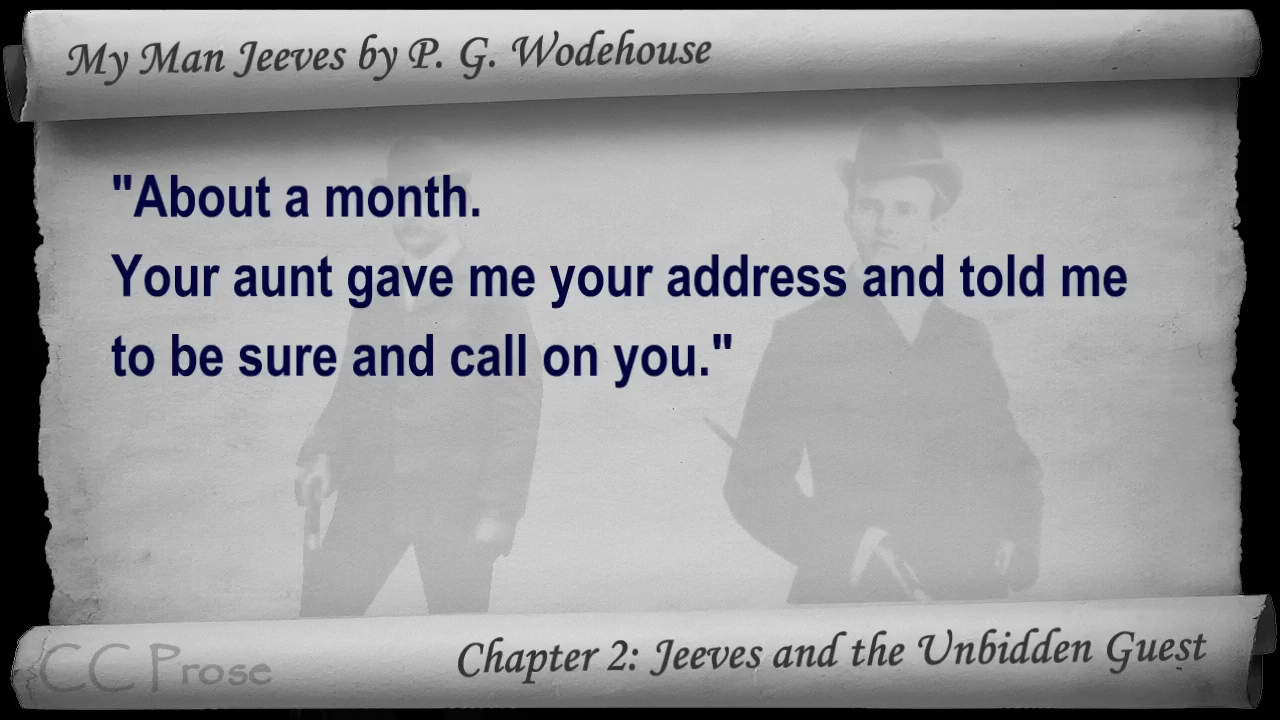 My Man Jeeves by P. G. Wodehouse
"About a month.
Your aunt gave me your address and told me
to be sure and call on you."
CC Prose
Chapter 2: Jeeves and the Unbidden Guest